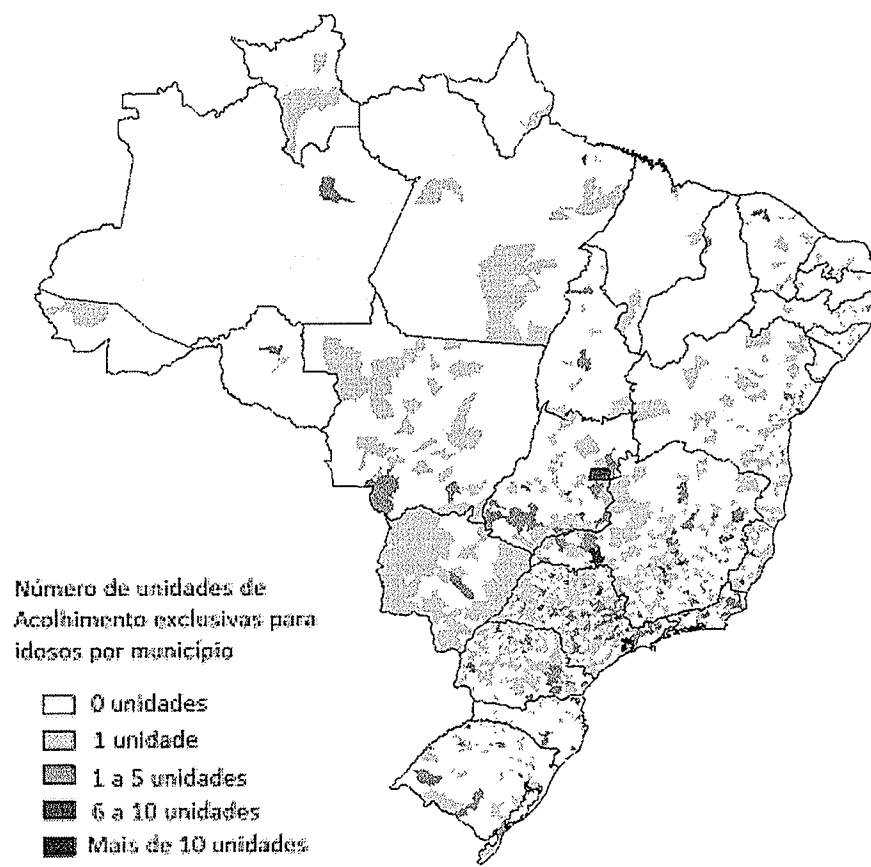 Número de unidades de
Acolhimento exclusivas para
idosos por município
0 unidades
1 unidade
1 a 5 unidades
6 a 10 unidades
Mais de 10 unidades